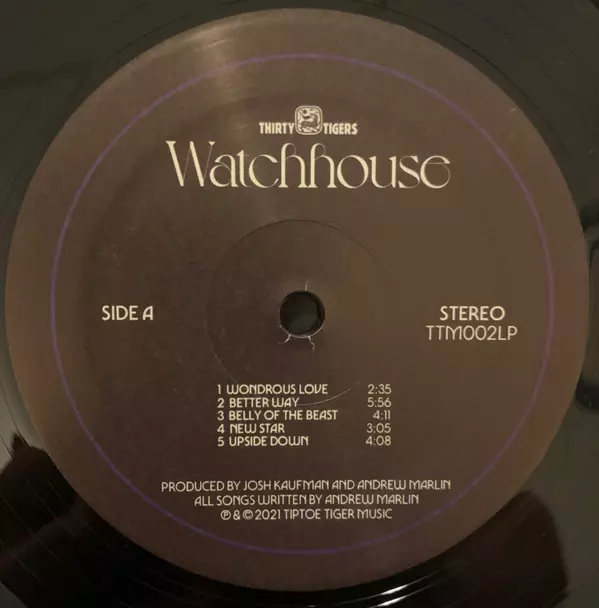 THIRTY TIGERS
Watchhouse
SIDE A
STEREO
TTM002LP
1 WONDROUS LOVE 2:35
2 BETTER WAY 5:56
3 BELLY OF THE BEAST 4:11
4 NEW STAR 3:05
5 UPSIDE DOWN 4:08
PRODUCED BY JOSH KAUFMAN AND ANDREW MARLIN
ALL SONGS WRITTEN BY ANDREW MARLIN
℗ & © 2021 TIPTOE TIGER MUSIC